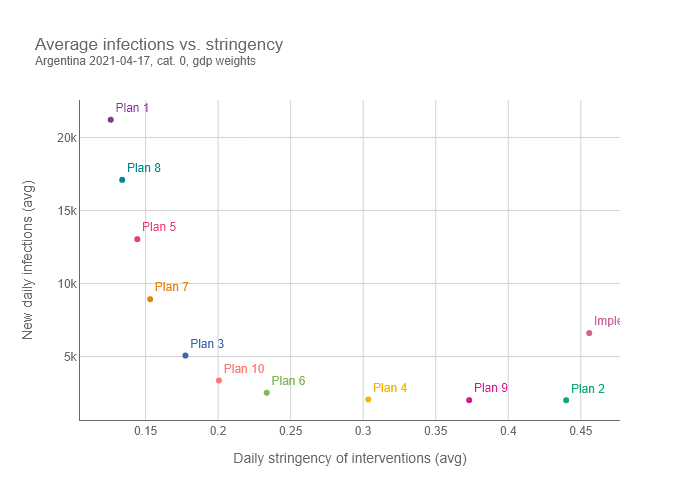 Average infections vs. stringency
Argentina 2021-04-17, cat. 0, gdp weights
Plan 1
20k
Plan 8
15k
Plan 5
10k
Plan 7
Imple
Plan 3
5k
Plan 10
Plan 6
Plan 4
Plan 9
Plan 2
New daily infections (avg)
0.15
0.2
0.25
0.3
0.35
0.4
0.45
Daily stringency of interventions (avg)